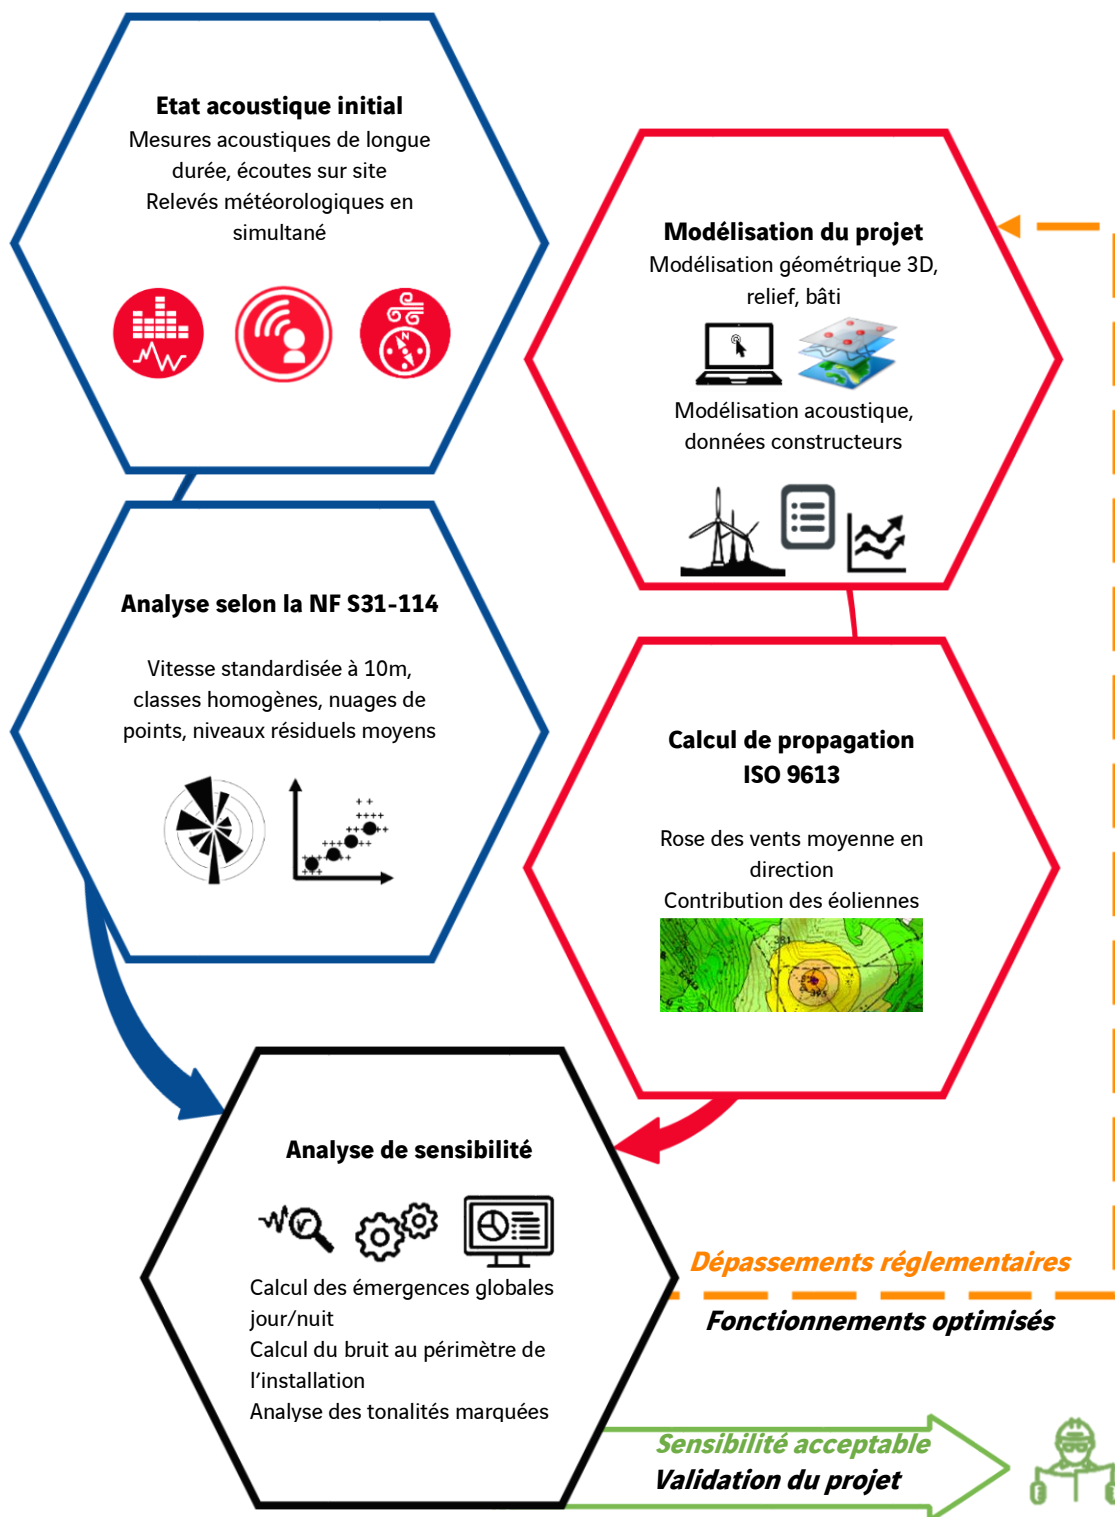 Etat acoustique initial
Mesures acoustiques de longue
durée, écoutes sur site
Relevés météorologiques en
simultané
Analyse selon la NF S31-114
Vitesse standardisée à 10m,
classes homogènes, nuages de
points, niveaux résiduels moyens
Modélisation du projet
Modélisation géométrique 3D,
relief, bâti
Modélisation acoustique,
données constructeurs
Calcul de propagation
ISO 9613
Rose des vents moyenne en
direction
Contribution des éoliennes
381
Analyse de sensibilité
Calcul des émergences globales
jour/nuit
Calcul du bruit au périmètre de
l'installation
Analyse des tonalités marquées
Dépassements réglementaires
Fonctionnements optimisés
Sensibilité acceptable
Validation du projet